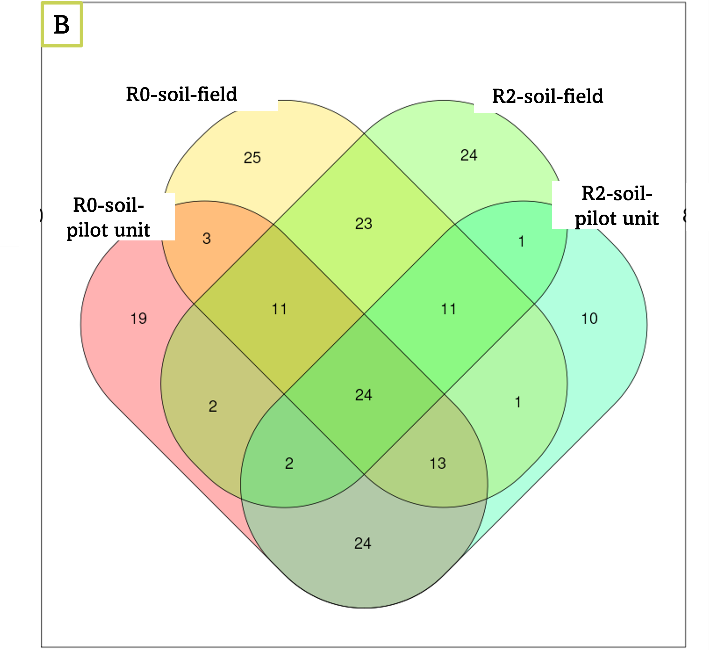 B
R0-soil-field
R2-soil-field
R0-soil-
pilot unit
R2-soil-
pilot unit
25
24
3
23
1
19
11
11
10
2
24
1
2
13
24